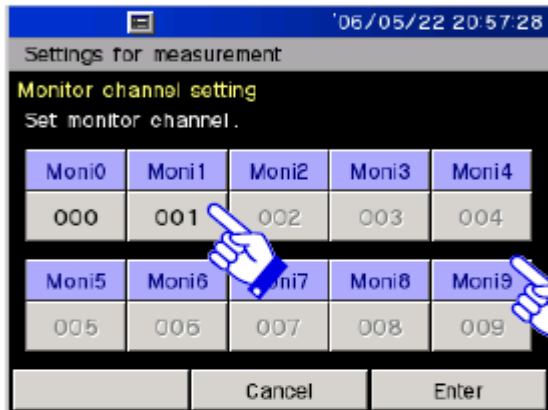 '06/05/22 20:57:28
Settings for measurement
Monitor channel setting
Set monitor channel.
Moni0 Moni1 Moni2 Moni3 Moni4
000 001 002 003 004
Moni5 Moni6 Moni7 Moni8 Moni9
005 006 007 008 009
Cancel Enter